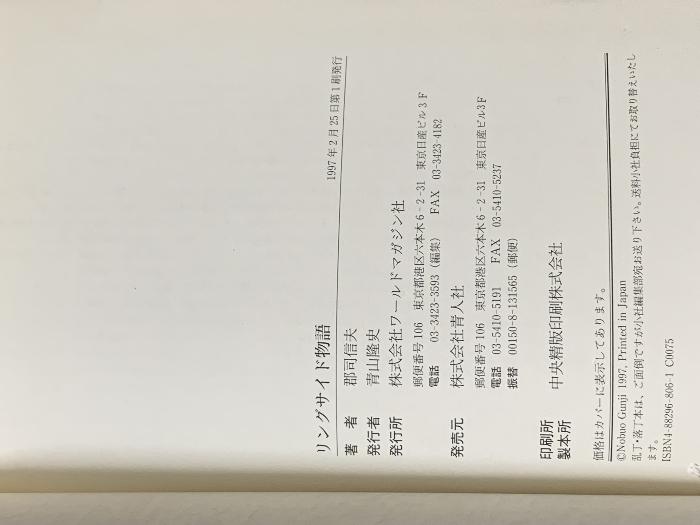 リングサイド物語
1997年2月25日第1刷発行
著者 郡司信夫
発行者 青山隆史
発行所 株式会社ワールドマガジン社
郵便番号106 東京都港区六本木6-2-31 東京日産ビル3F
電話 03-3423-3593(編集) FAX 03-3423-4182
発売元 株式会社青人社
郵便番号106 東京都港区六本木6-2-31 東京日産ビル3F
電話 03-5410-5191 FAX 03-5410-5237
振替 00150-8-131565(郵便)
印刷所
製本所 中央精版印刷株式会社
価格はカバーに表示してあります。
©Nobuo Gunji 1997, Printed in Japan
乱丁・落丁本は、ご面倒ですが小社編集部宛お送り下さい。送料小社負担にてお取り替えいたし
ます。
ISBN4-88296-806-1 C0075